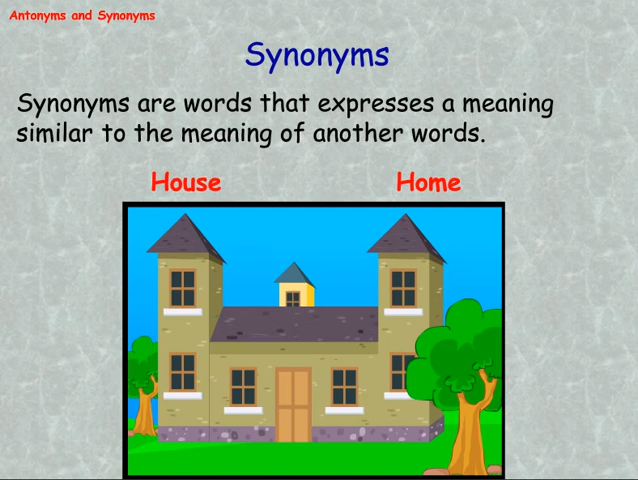 Antonyms and Synonyms
Synonyms
Synonyms are words that expresses a meaning
similar to the meaning of another words.
House Home